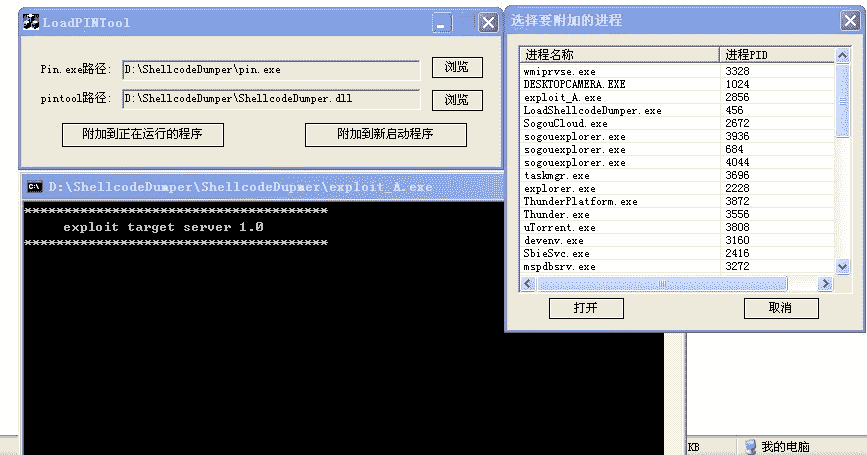 LoadPINTool
Pin.exe路径: D:\ShellcodeDumper\pin.exe 浏览
pintool路径: D:\ShellcodeDumper\ShellcodeDumper.dll 浏览
附加到正在运行的程序 附加到新启动程序
D:\ShellcodeDumper\ShellcodeDupmer\exploit_A.exe
***************************************
exploit target server 1.0
***************************************
选择要附加的进程
进程名称 进程PID
wmiprvse.exe 3328
DESKTOPCAMERA.EXE 1024
exploit_A.exe 2856
LoadShellcodeDumper.exe 456
SogouCloud.exe 2672
sogouexplorer.exe 3936
sogouexplorer.exe 684
sogouexplorer.exe 4044
taskmgr.exe 3696
explorer.exe 2228
ThunderPlatform.exe 3872
Thunder.exe 3556
uTorrent.exe 3808
devenv.exe 3160
SbieSvc.exe 2416
mspdbsrv.exe 3272
打开 取消
KB 我的电脑